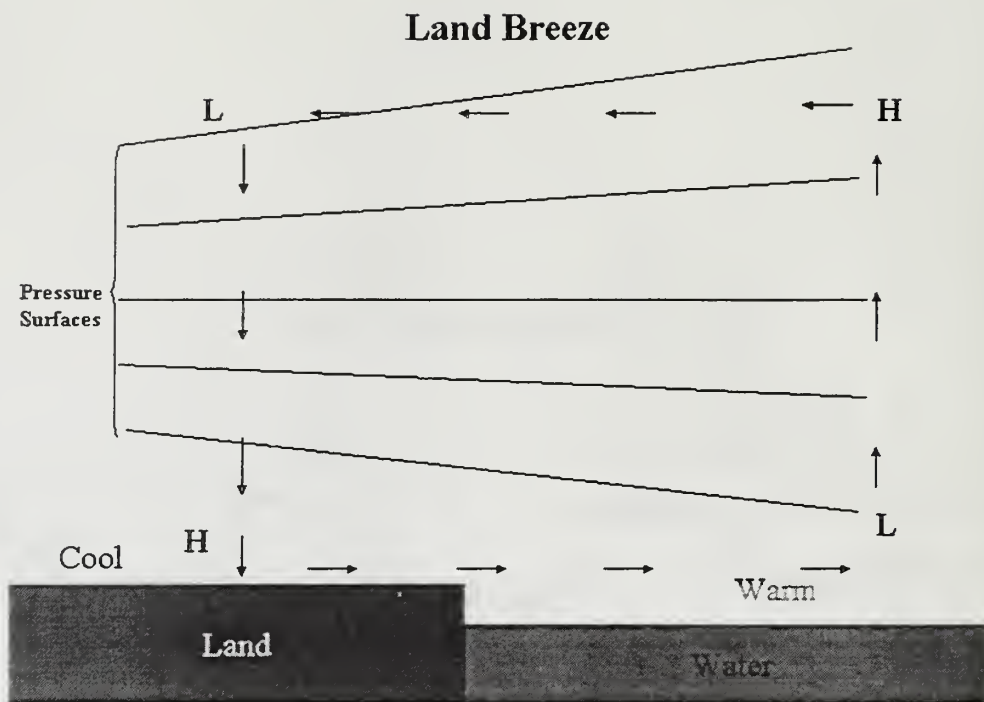 Land Breeze
L
H
Pressure
Surfaces
L
H
Cool
Warm
Land
Water